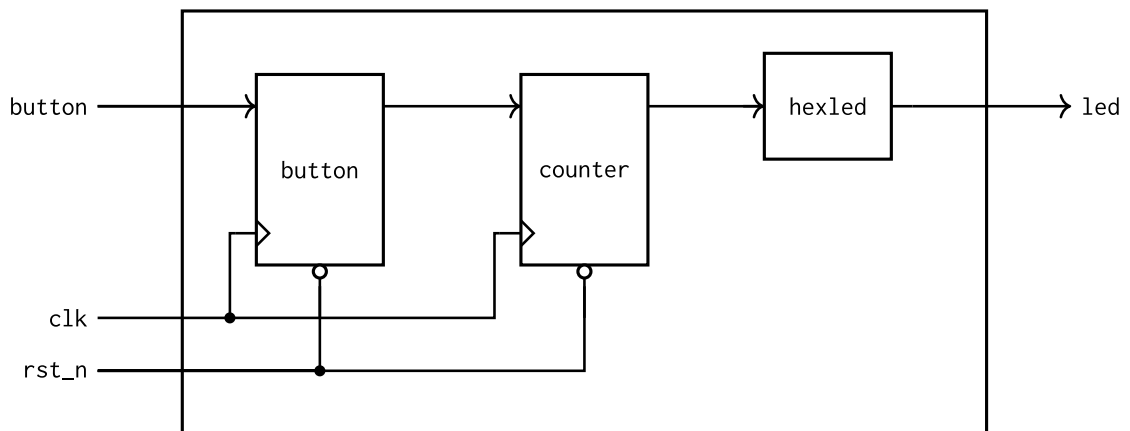 button
button
counter
hexled
led
clk
rst_n